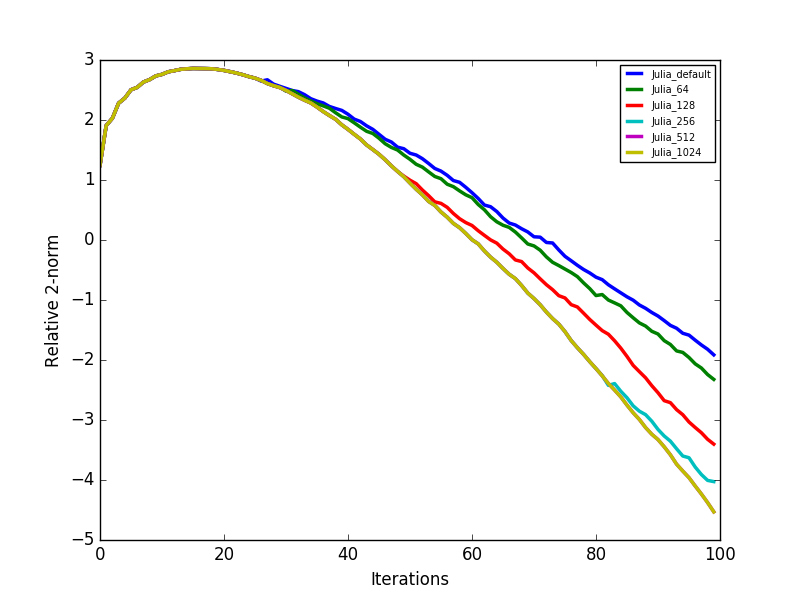 3
2
1
0
−1
−2
−3
−4
−5
Relative 2-norm
Julia_default
Julia_64
Julia_128
Julia_256
Julia_512
Julia_1024
0 20 40 60 80 100
Iterations